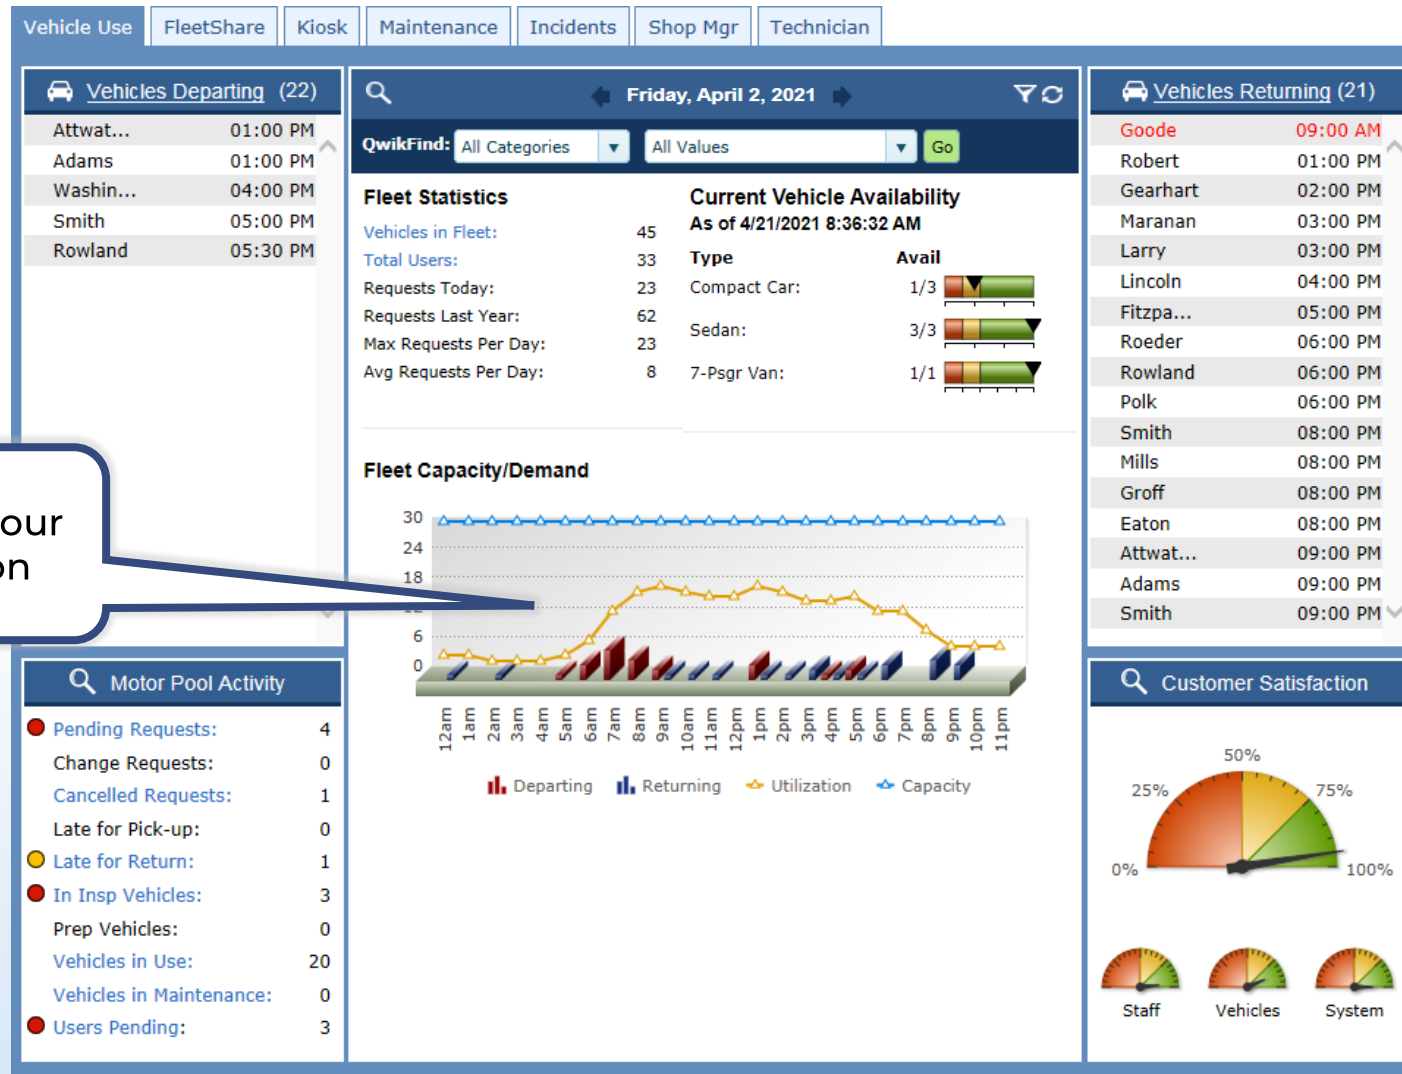 Vehicle Use FleetShare Kiosk Maintenance Incidents Shop Mgr Technician
Vehicles Departing (22)
Attwat... 01:00 PM
Adams 01:00 PM
Washin... 04:00 PM
Smith 05:00 PM
Rowland 05:30 PM
our
on
Motor Pool Activity
Pending Requests: 4
Change Requests: 0
Cancelled Requests: 1
Late for Pick-up: 0
Late for Return: 1
In Insp Vehicles: 3
Prep Vehicles: 0
Vehicles in Use: 20
Vehicles in Maintenance: 0
Users Pending: 3
Friday, April 2, 2021
QwikFind: All Categories All Values Go
Fleet Statistics
Vehicles in Fleet: 45
Total Users: 33
Requests Today: 23
Requests Last Year: 62
Max Requests Per Day: 23
Avg Requests Per Day: 8
Current Vehicle Availability
As of 4/21/2021 8:36:32 AM
Type Avail
Compact Car: 1/3
Sedan: 3/3
7-Psgr Van: 1/1
Fleet Capacity/Demand
30
24
18
12
6
0
12am 1am 2am 3am 4am 5am 6am 7am 8am 9am 10am 11am 12pm 1pm 2pm 3pm 4pm 5pm 6pm 7pm 8pm 9pm 10pm 11pm
Departing Returning Utilization Capacity
Vehicles Returning (21)
Goode 09:00 AM
Robert 01:00 PM
Gearhart 02:00 PM
Maranan 03:00 PM
Larry 03:00 PM
Lincoln 04:00 PM
Fitzpa... 05:00 PM
Roeder 06:00 PM
Rowland 06:00 PM
Polk 06:00 PM
Smith 08:00 PM
Mills 08:00 PM
Groff 08:00 PM
Eaton 08:00 PM
Attwat... 09:00 PM
Adams 09:00 PM
Smith 09:00 PM
Customer Satisfaction
50%
25% 75%
0% 100%
Staff Vehicles System